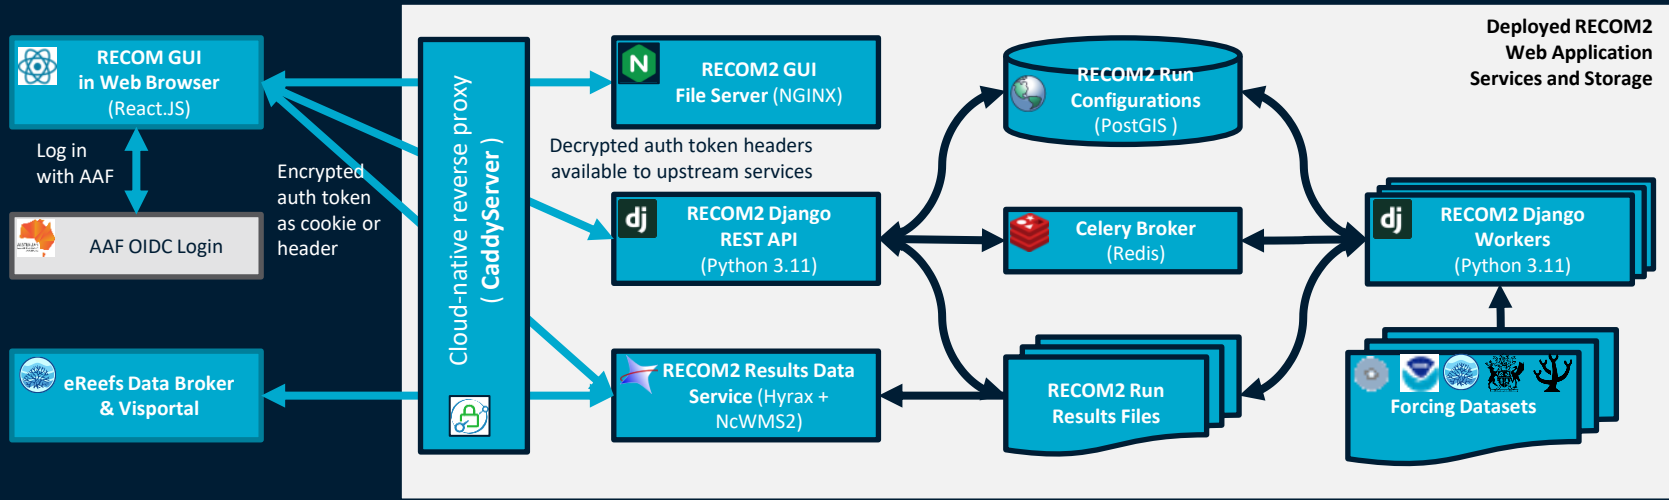 Deployed RECOM2
Web Application
Services and Storage
RECOM GUI
in Web Browser
(React.JS)
Log in
with AAF
AAF OIDC Login
Encrypted
auth token
as cookie or
header
eReefs Data Broker
& Visportal
Cloud-native reverse proxy
( CaddyServer )
RECOM2 GUI
File Server (NGINX)
Decrypted auth token headers
available to upstream services
dj
RECOM2 Django
REST API
(Python 3.11)
RECOM2 Results Data
Service (Hyrax +
NcWMS2)
RECOM2 Run
Configurations
(PostGIS )
Celery Broker
(Redis)
RECOM2 Run
Results Files
dj
RECOM2 Django
Workers
(Python 3.11)
Forcing Datasets